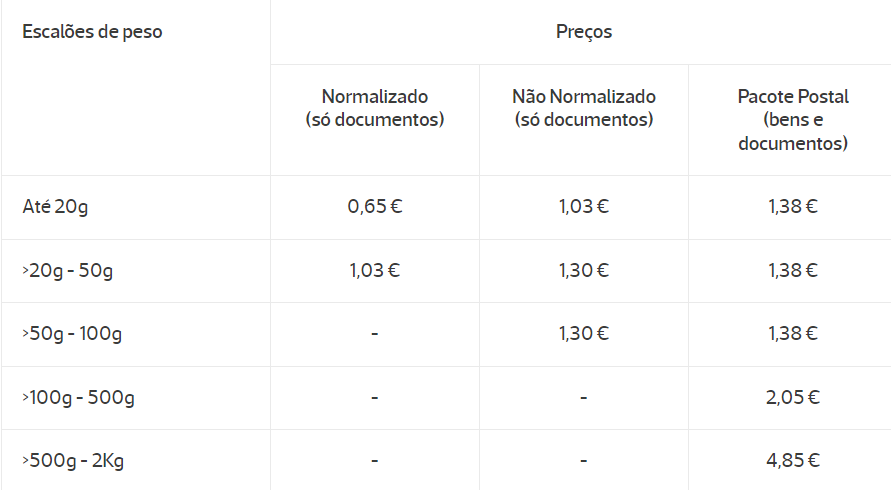 Escalões de peso
Preços
Normalizado
(só documentos)
Não Normalizado
(só documentos)
Pacote Postal
(bens e
documentos)
Até 20g 0,65 € 1,03 € 1,38 €
>20g - 50g 1,03 € 1,30 € 1,38 €
>50g - 100g - 1,30 € 1,38 €
>100g - 500g - - 2,05 €
>500g - 2Kg - - 4,85 €